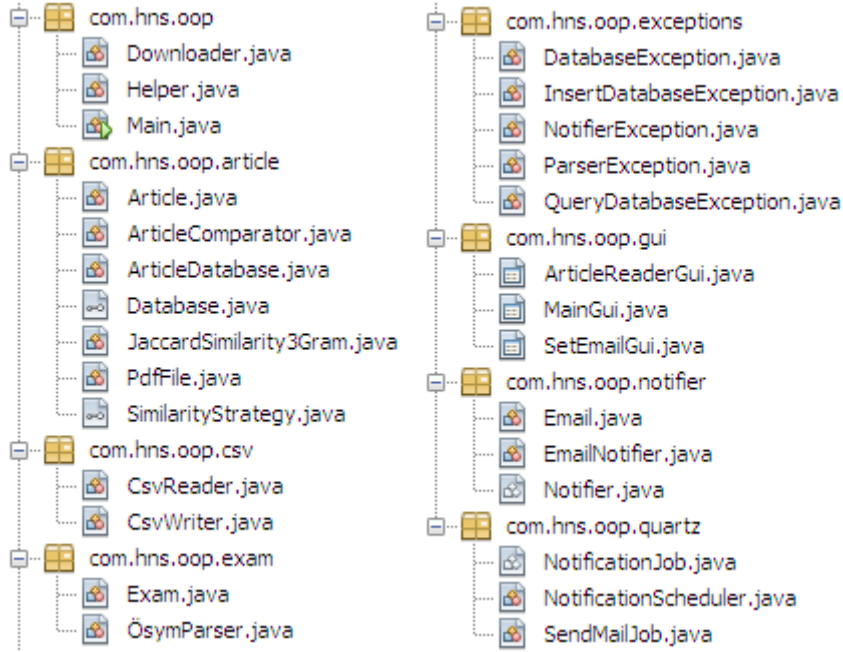 com.hns.oop
Downloader.java
Helper.java
Main.java
com.hns.oop.article
Article.java
ArticleComparator.java
ArticleDatabase.java
Database.java
JaccardSimilarity3Gram.java
PdfFile.java
SimilarityStrategy.java
com.hns.oop.csv
CsvReader.java
CsvWriter.java
com.hns.oop.exam
Exam.java
ÖsymParser.java
com.hns.oop.exceptions
DatabaseException.java
InsertDatabaseException.java
NotifierException.java
ParserException.java
QueryDatabaseException.java
com.hns.oop.gui
ArticleReaderGui.java
MainGui.java
SetEmailGui.java
com.hns.oop.notifier
Email.java
EmailNotifier.java
Notifier.java
com.hns.oop.quartz
NotificationJob.java
NotificationScheduler.java
SendMailJob.java